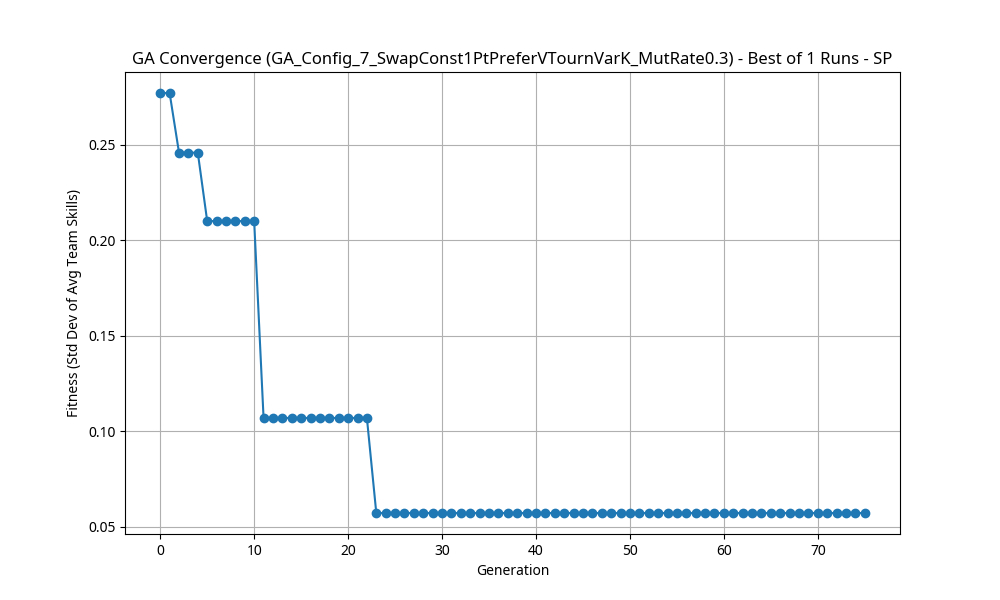 GA Convergence (GA_Config_7_SwapConst1PtPreferVTournVarK_MutRate0.3) - Best of 1 Runs - SP
Fitness (Std Dev of Avg Team Skills)
0.25
0.20
0.15
0.10
0.05
0 10 20 30 40 50 60 70
Generation